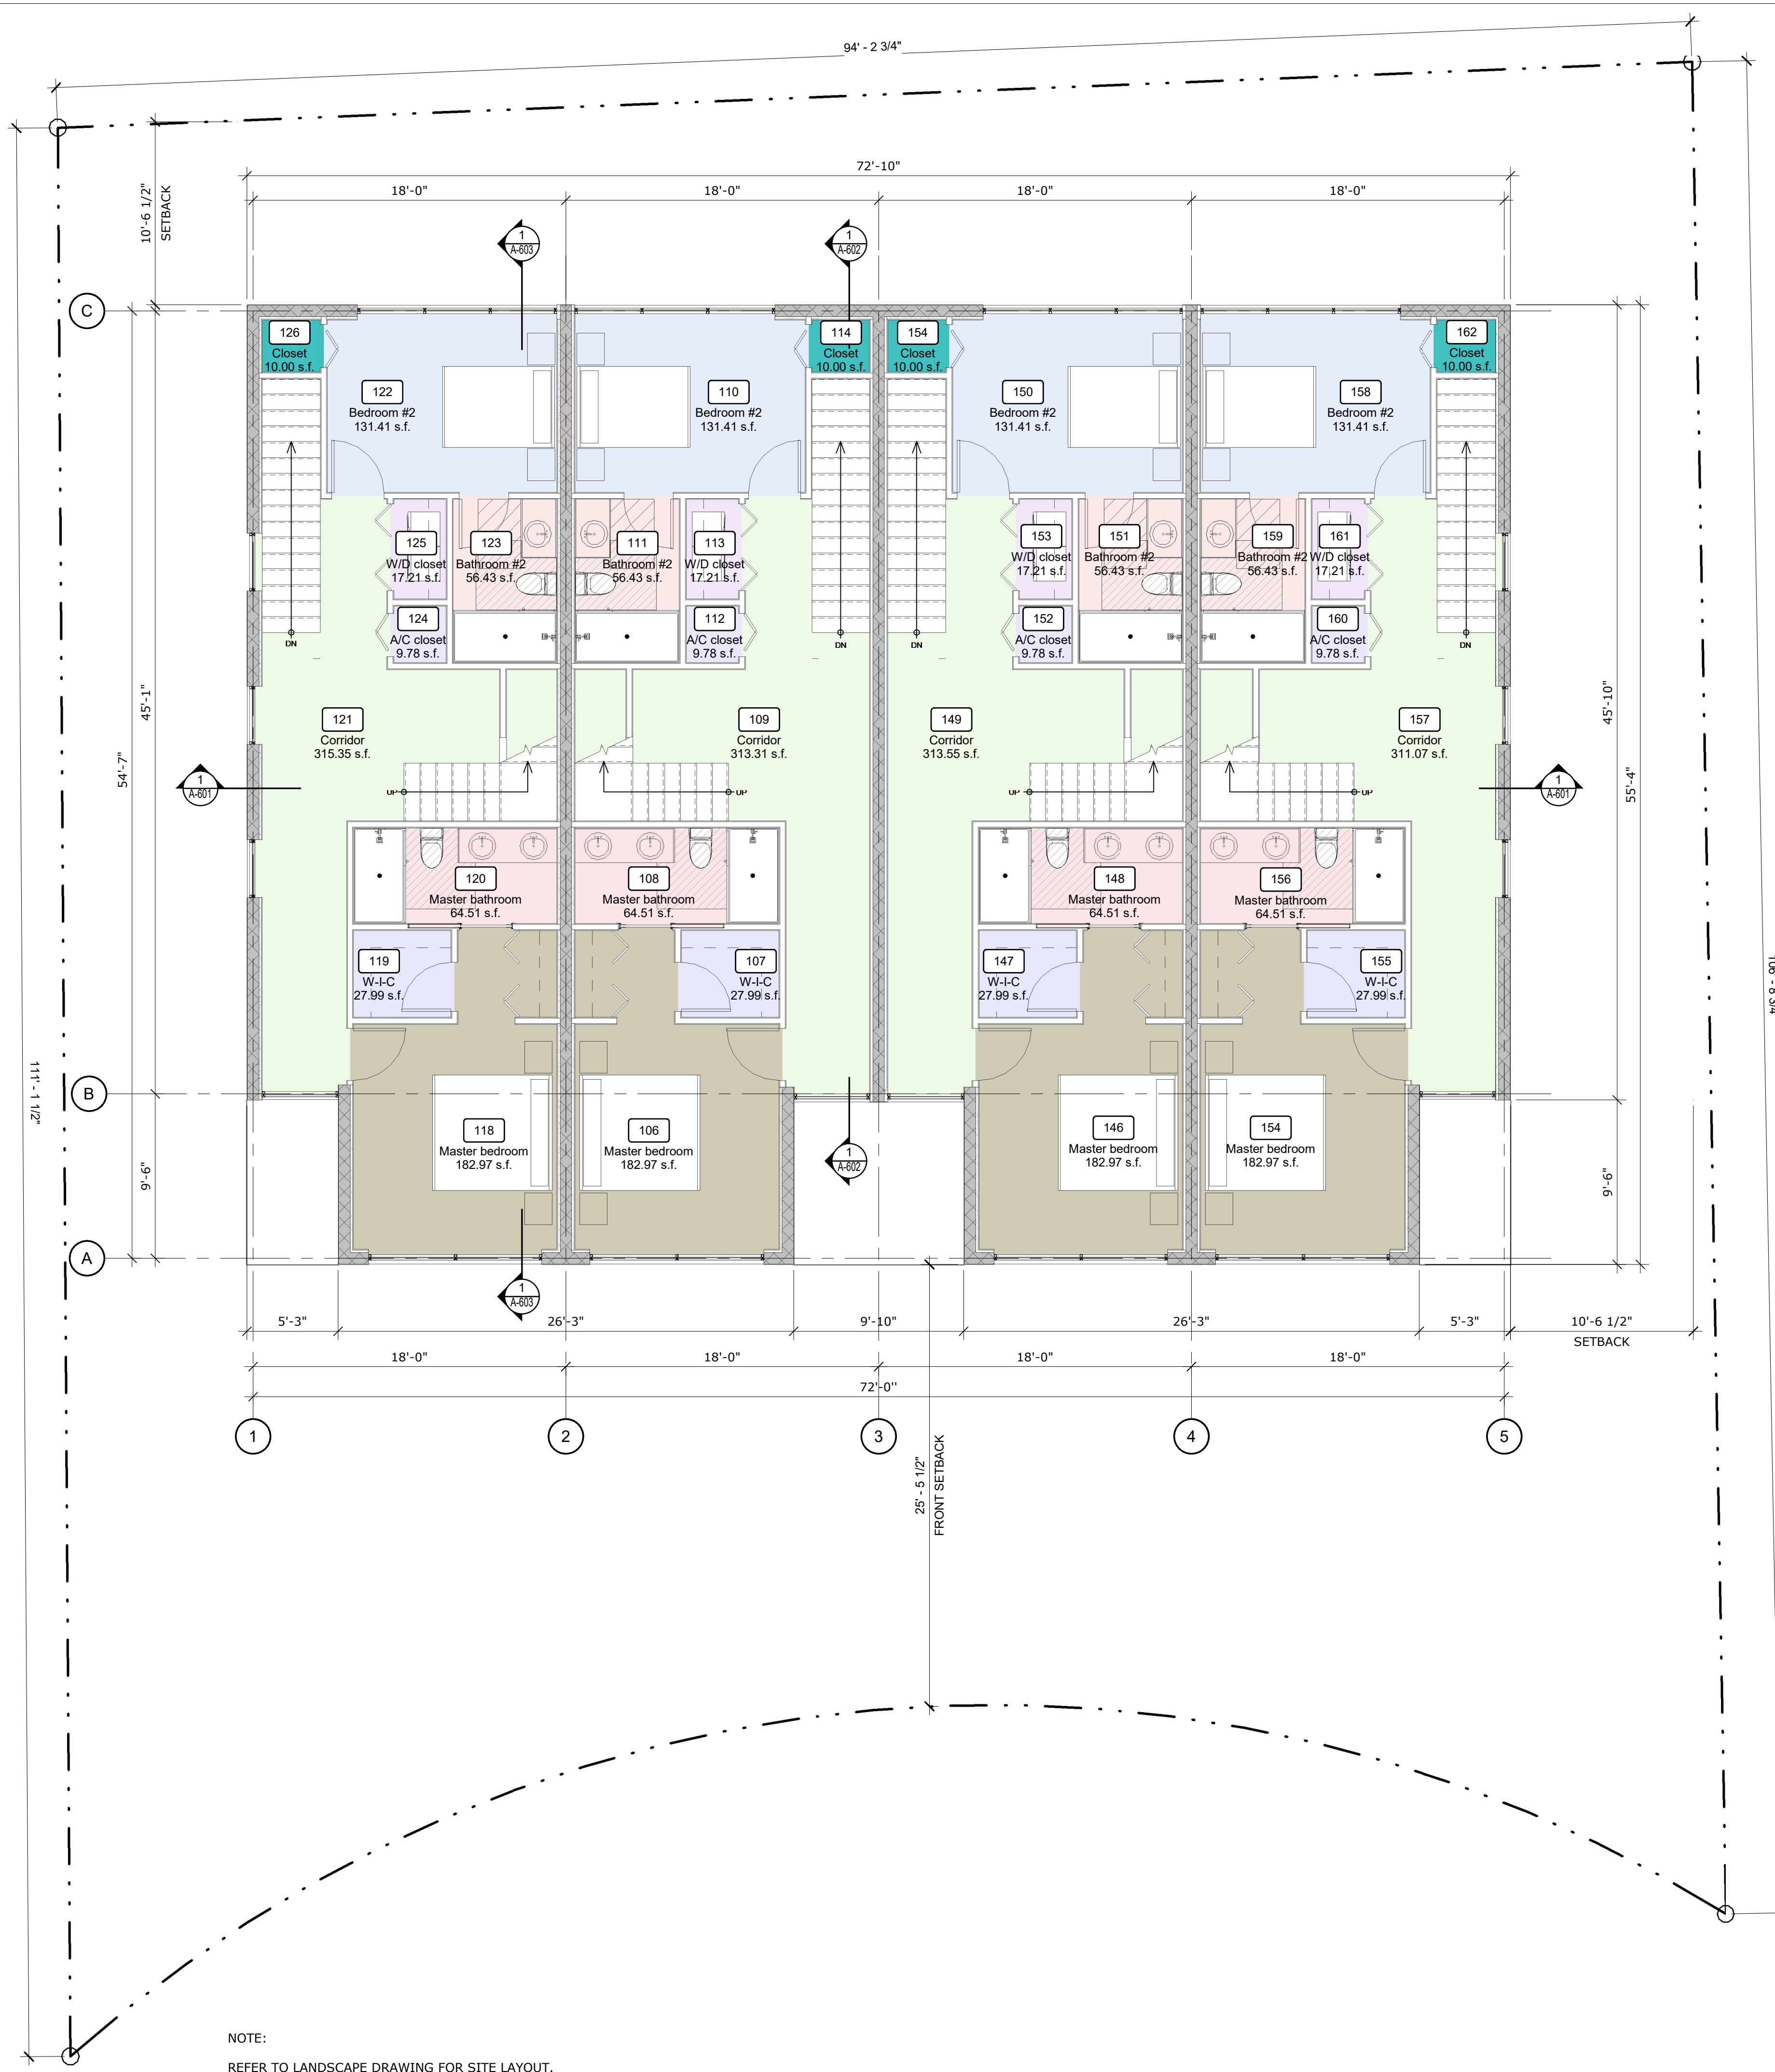 94' - 2 3/4"
72'-10"
18'-0"
18'-0"
18'-0"
18'-0"
10'-6 1/2"
SETBACK
1
A-603
1
A-602
C
126
Closet
10.00 s.f.
114
Closet
10.00 s.f.
154
Closet
10.00 s.f.
162
Closet
10.00 s.f.
122
Bedroom #2
131.41 s.f.
110
Bedroom #2
131.41 s.f.
150
Bedroom #2
131.41 s.f.
158
Bedroom #2
131.41 s.f.
125
W/D closet
17.21 s.f.
123
Bathroom #2
56.43 s.f.
111
Bathroom #2
56.43 s.f.
113
W/D closet
17.21 s.f.
153
W/D closet
17.21 s.f.
151
Bathroom #2
56.43 s.f.
159
Bathroom #2
56.43 s.f.
161
W/D closet
17.21 s.f.
124
A/C closet
9.78 s.f.
112
A/C closet
9.78 s.f.
152
A/C closet
9.78 s.f.
160
A/C closet
9.78 s.f.
DN
DN
DN
DN
54'-7"
45'-1"
45'-10"
55'-4"
121
Corridor
315.35 s.f.
109
Corridor
313.31 s.f.
149
Corridor
313.55 s.f.
157
Corridor
311.07 s.f.
1
A-601
1
A-601
UP
UP
UP
UP
120
Master bathroom
64.51 s.f.
108
Master bathroom
64.51 s.f.
148
Master bathroom
64.51 s.f.
156
Master bathroom
64.51 s.f.
119
W-I-C
27.99 s.f.
107
W-I-C
27.99 s.f.
147
W-I-C
27.99 s.f.
155
W-I-C
27.99 s.f.
106' - 8 3/4"
111' - 1 1/2"
B
118
Master bedroom
182.97 s.f.
106
Master bedroom
182.97 s.f.
146
Master bedroom
182.97 s.f.
154
Master bedroom
182.97 s.f.
1
A-602
9'-6"
9'-6"
A
1
A-603
5'-3"
26'-3"
9'-10"
26'-3"
5'-3"
10'-6 1/2"
SETBACK
18'-0"
18'-0"
18'-0"
18'-0"
72'-0''
1
2
3
4
5
25' - 5 1/2"
FRONT SETBACK
NOTE:
REFER TO LANDSCAPE DRAWING FOR SITE LAYOUT.